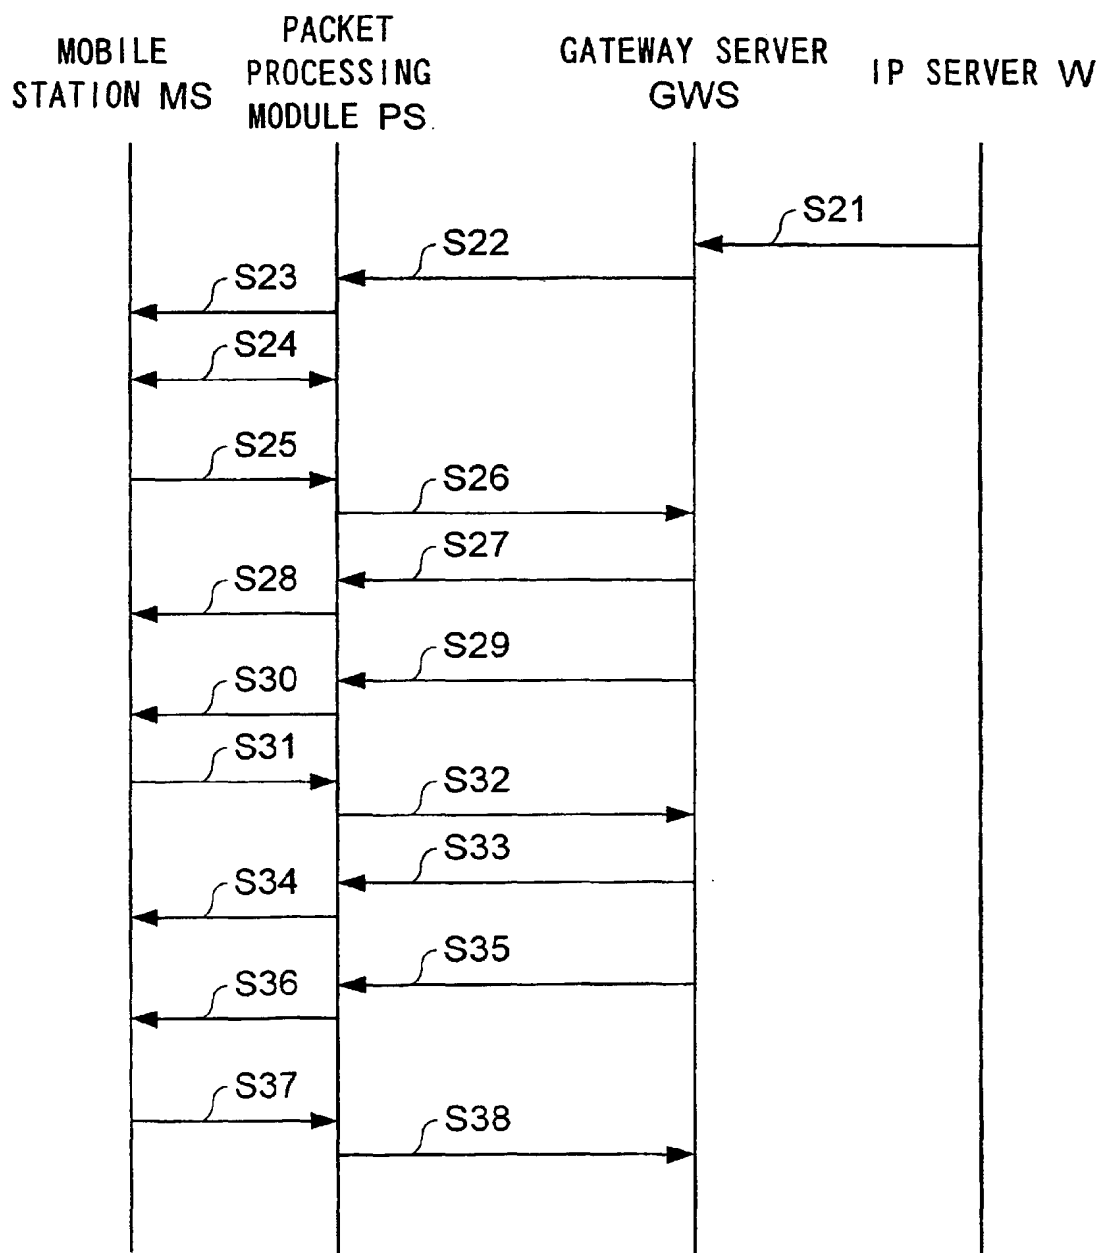 MOBILE
STATION MS
PACKET
PROCESSING
MODULE PS
GATEWAY SERVER
GWS
IP SERVER W
S21
S22
S23
S24
S25
S26
S27
S28
S29
S30
S31
S32
S33
S34
S35
S36
S37
S38